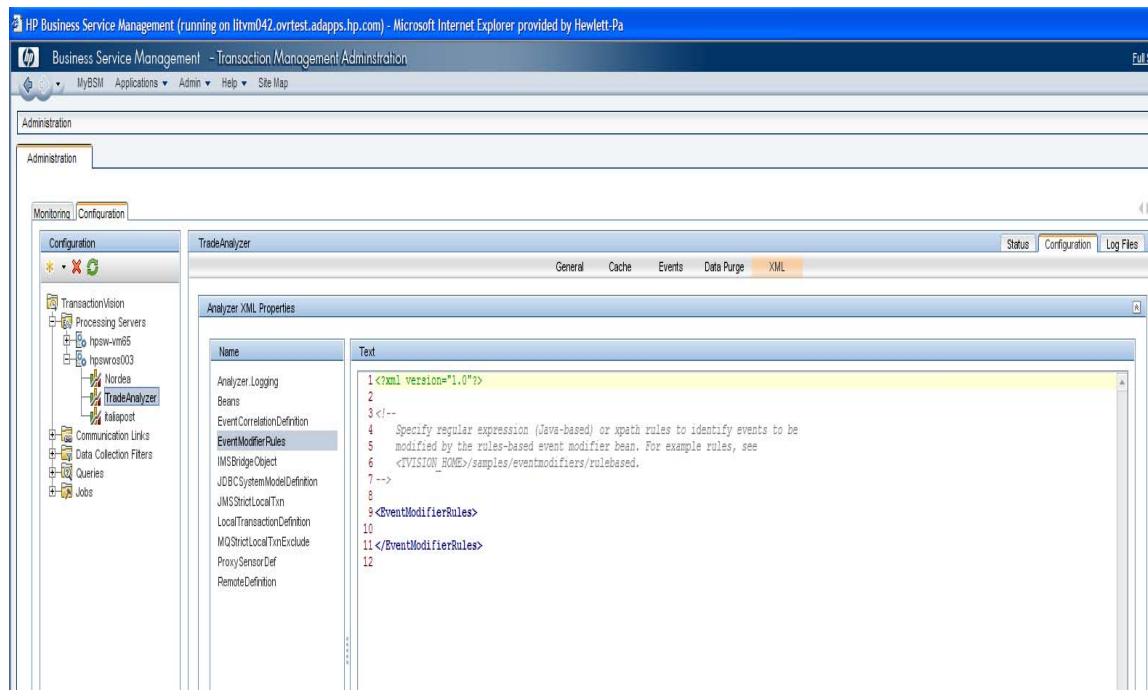 HP Business Service Management (running on litvm042.ovrtest.adapps.hp.com) - Microsoft Internet Explorer provided by Hewlett-Pa
hp Business Service Management - Transaction Management Adminstration
Full
MyBSM Applications Admin Help Site Map
Administration
Administration
Monitoring Configuration
Configuration
TradeAnalyzer
Status Configuration Log Files
General Cache Events Data Purge XML
TransactionVision
Processing Servers
hpsw-vm65
hpswros003
Nordea
TradeAnalyzer
italiapost
Communication Links
Data Collection Filters
Queries
Jobs
Analyzer XML Properties
Name
Analyzer.Logging
Beans
EventCorrelationDefinition
EventModifierRules
IMSBridgeObject
JDBCSystemModelDefinition
JMSStrictLocalTxn
LocalTransactionDefinition
MQStrictLocalTxnExclude
ProxySensorDef
RemoteDefinition
Text
1 <?xml version="1.0"?>
2
3 <!--
4 Specify regular expression (Java-based) or xpath rules to identify events to be
5 modified by the rules-based event modifier bean. For example rules, see
6 <TVISION_HOME>/samples/eventmodifiers/rulebased.
7 -->
8
9 <EventModifierRules>
10
11 </EventModifierRules>
12